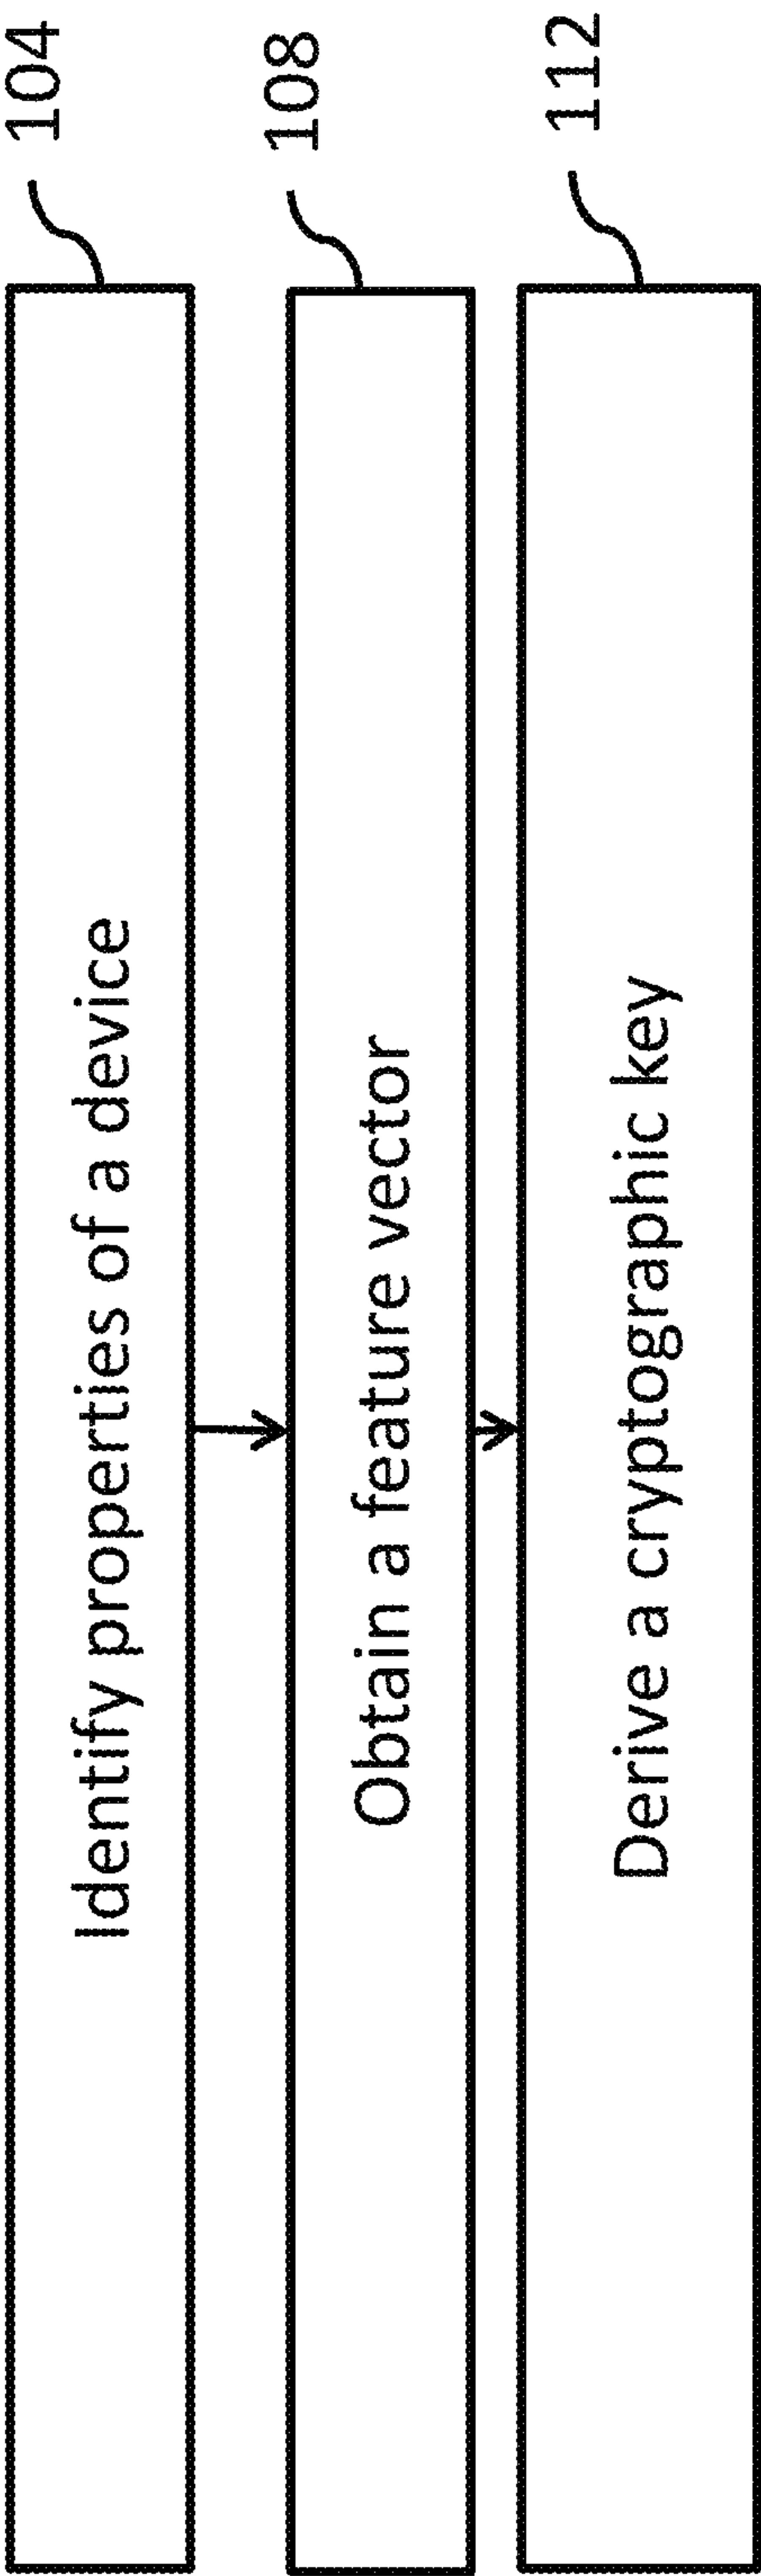 Identify properties of a device
104
Obtain a feature vector
108
Derive a cryptographic key
112